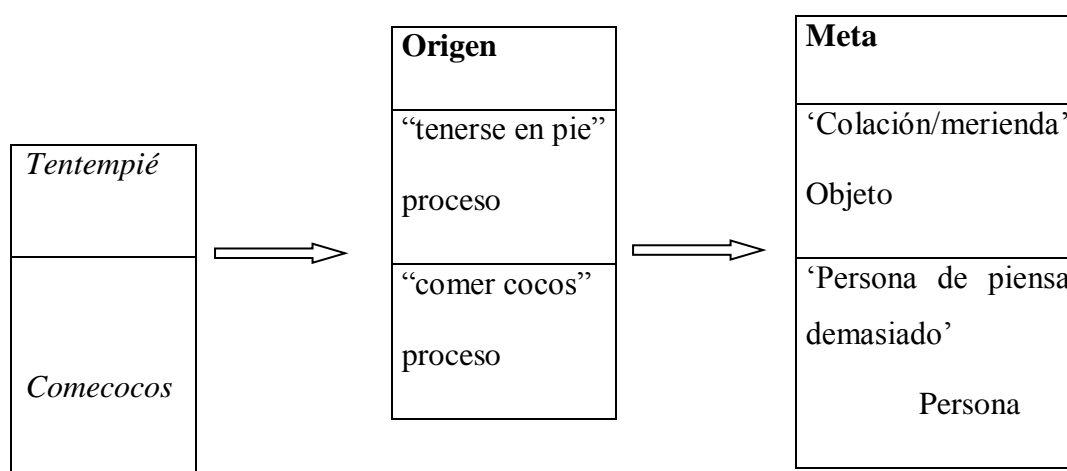 Tentempié
Comecocos
Origen
“tenerse en pie”
proceso
“comer cocos”
proceso
Meta
‘Colación/merienda’
Objeto
‘Persona de piensa
demasiado’
Persona